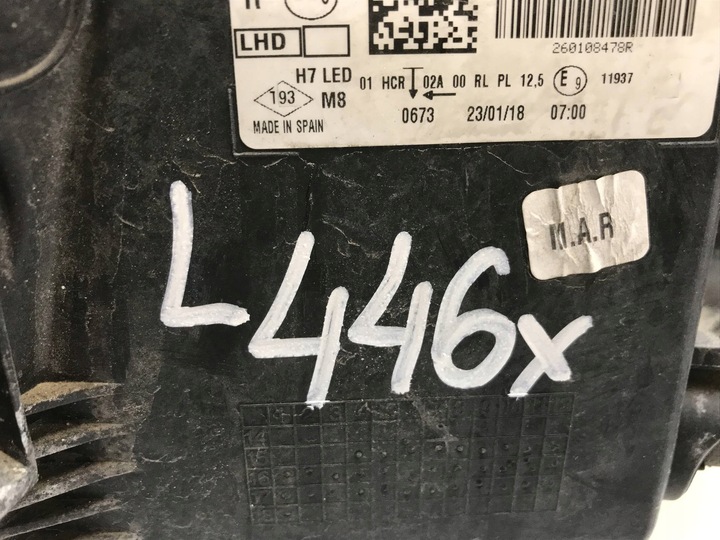 LHD
260108478R
H7 LED 01 HCR 02A 00 RL PL 12,5 E9 11937
193 M8 0673 23/01/18 07:00
MADE IN SPAIN
M.A.R
L446x